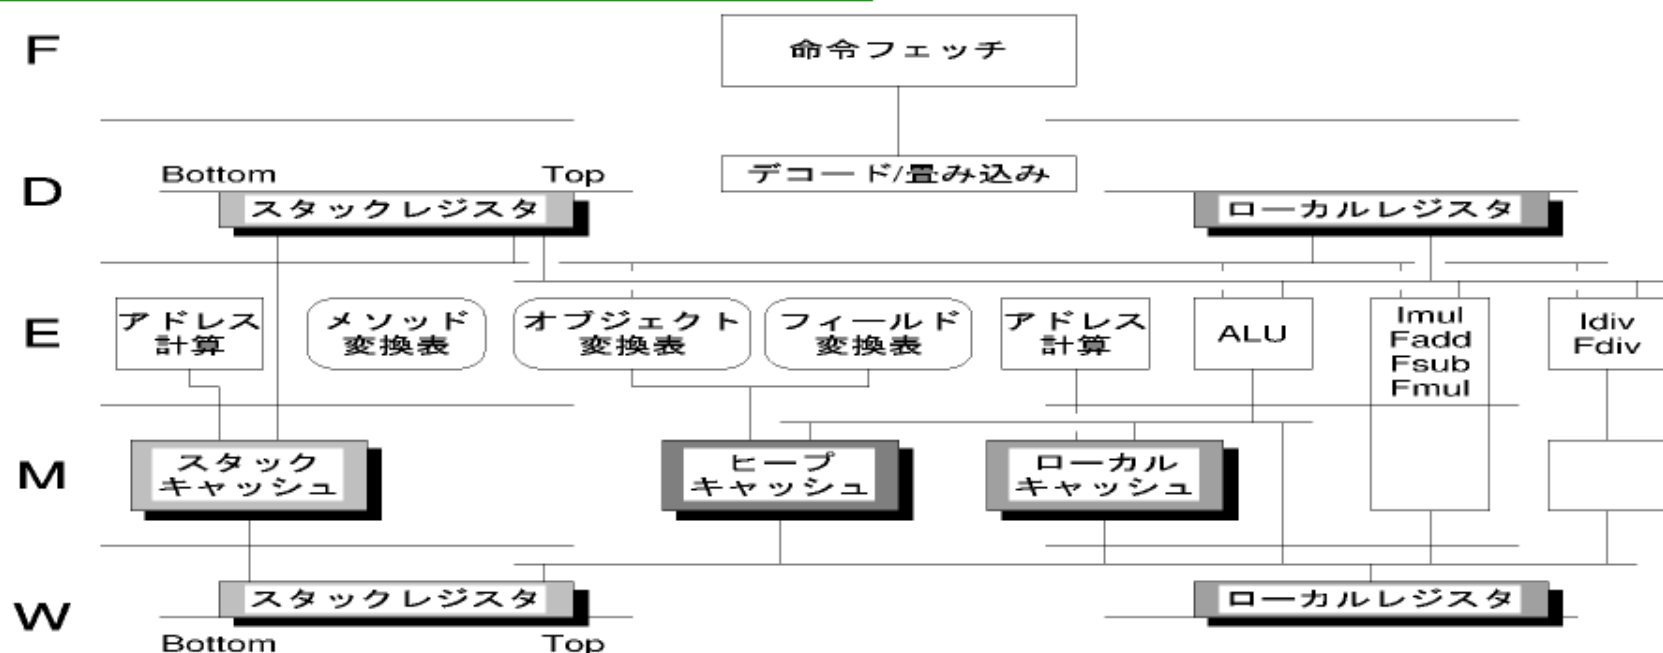 F
命令フェッチ
D
Bottom
Top
デコード/畳み込み
スタックレジスタ
ローカルレジスタ
E
アドレス
計算
メソッド
変換表
オブジェクト
変換表
フィールド
変換表
アドレス
計算
ALU
Imul
Fadd
Fsub
Fmul
Idiv
Fdiv
M
スタック
キャッシュ
ヒープ
キャッシュ
ローカル
キャッシュ
W
スタックレジスタ
ローカルレジスタ
Bottom
Top